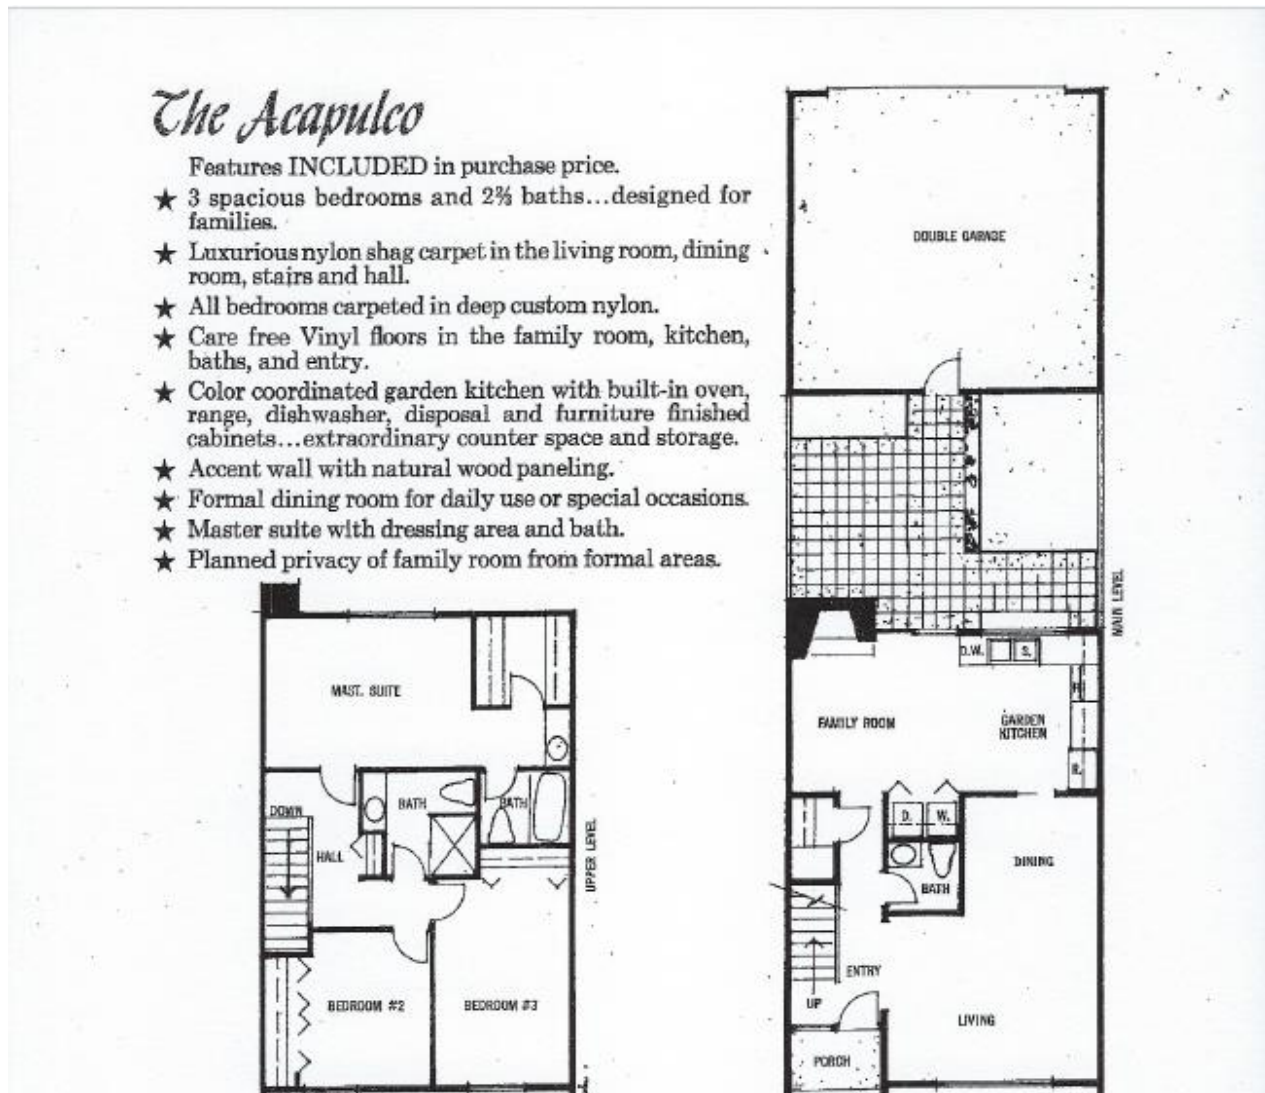 The Acapulco
Features INCLUDED in purchase price.
★ 3 spacious bedrooms and 2⅔ baths...designed for
families.
★ Luxurious nylon shag carpet in the living room, dining
room, stairs and hall.
★ All bedrooms carpeted in deep custom nylon.
★ Care free Vinyl floors in the family room, kitchen,
baths, and entry.
★ Color coordinated garden kitchen with built-in oven,
range, dishwasher, disposal and furniture finished
cabinets...extraordinary counter space and storage.
★ Accent wall with natural wood paneling.
★ Formal dining room for daily use or special occasions.
★ Master suite with dressing area and bath.
★ Planned privacy of family room from formal areas.
MAST. SUITE
BATH
BATH
DOWN
HALL
UPPER LEVEL
BEDROOM #2
BEDROOM #3
DOUBLE GARAGE
MAIN LEVEL
D.W.
S.
FAMILY ROOM
GARDEN
KITCHEN
R.
D.
W.
DINING
BATH
ENTRY
UP
LIVING
PORCH